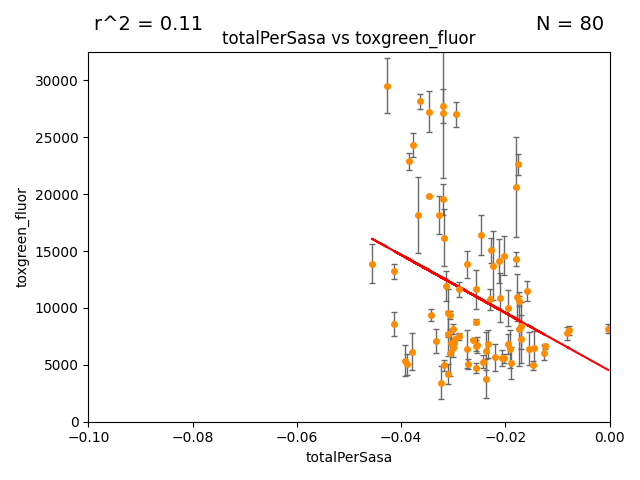 r^2 = 0.11
N = 80
totalPerSasa vs toxgreen_fluor
30000
25000
20000
15000
10000
5000
0
toxgreen_fluor
−0.10
−0.08
−0.06
−0.04
−0.02
0.00
totalPerSasa